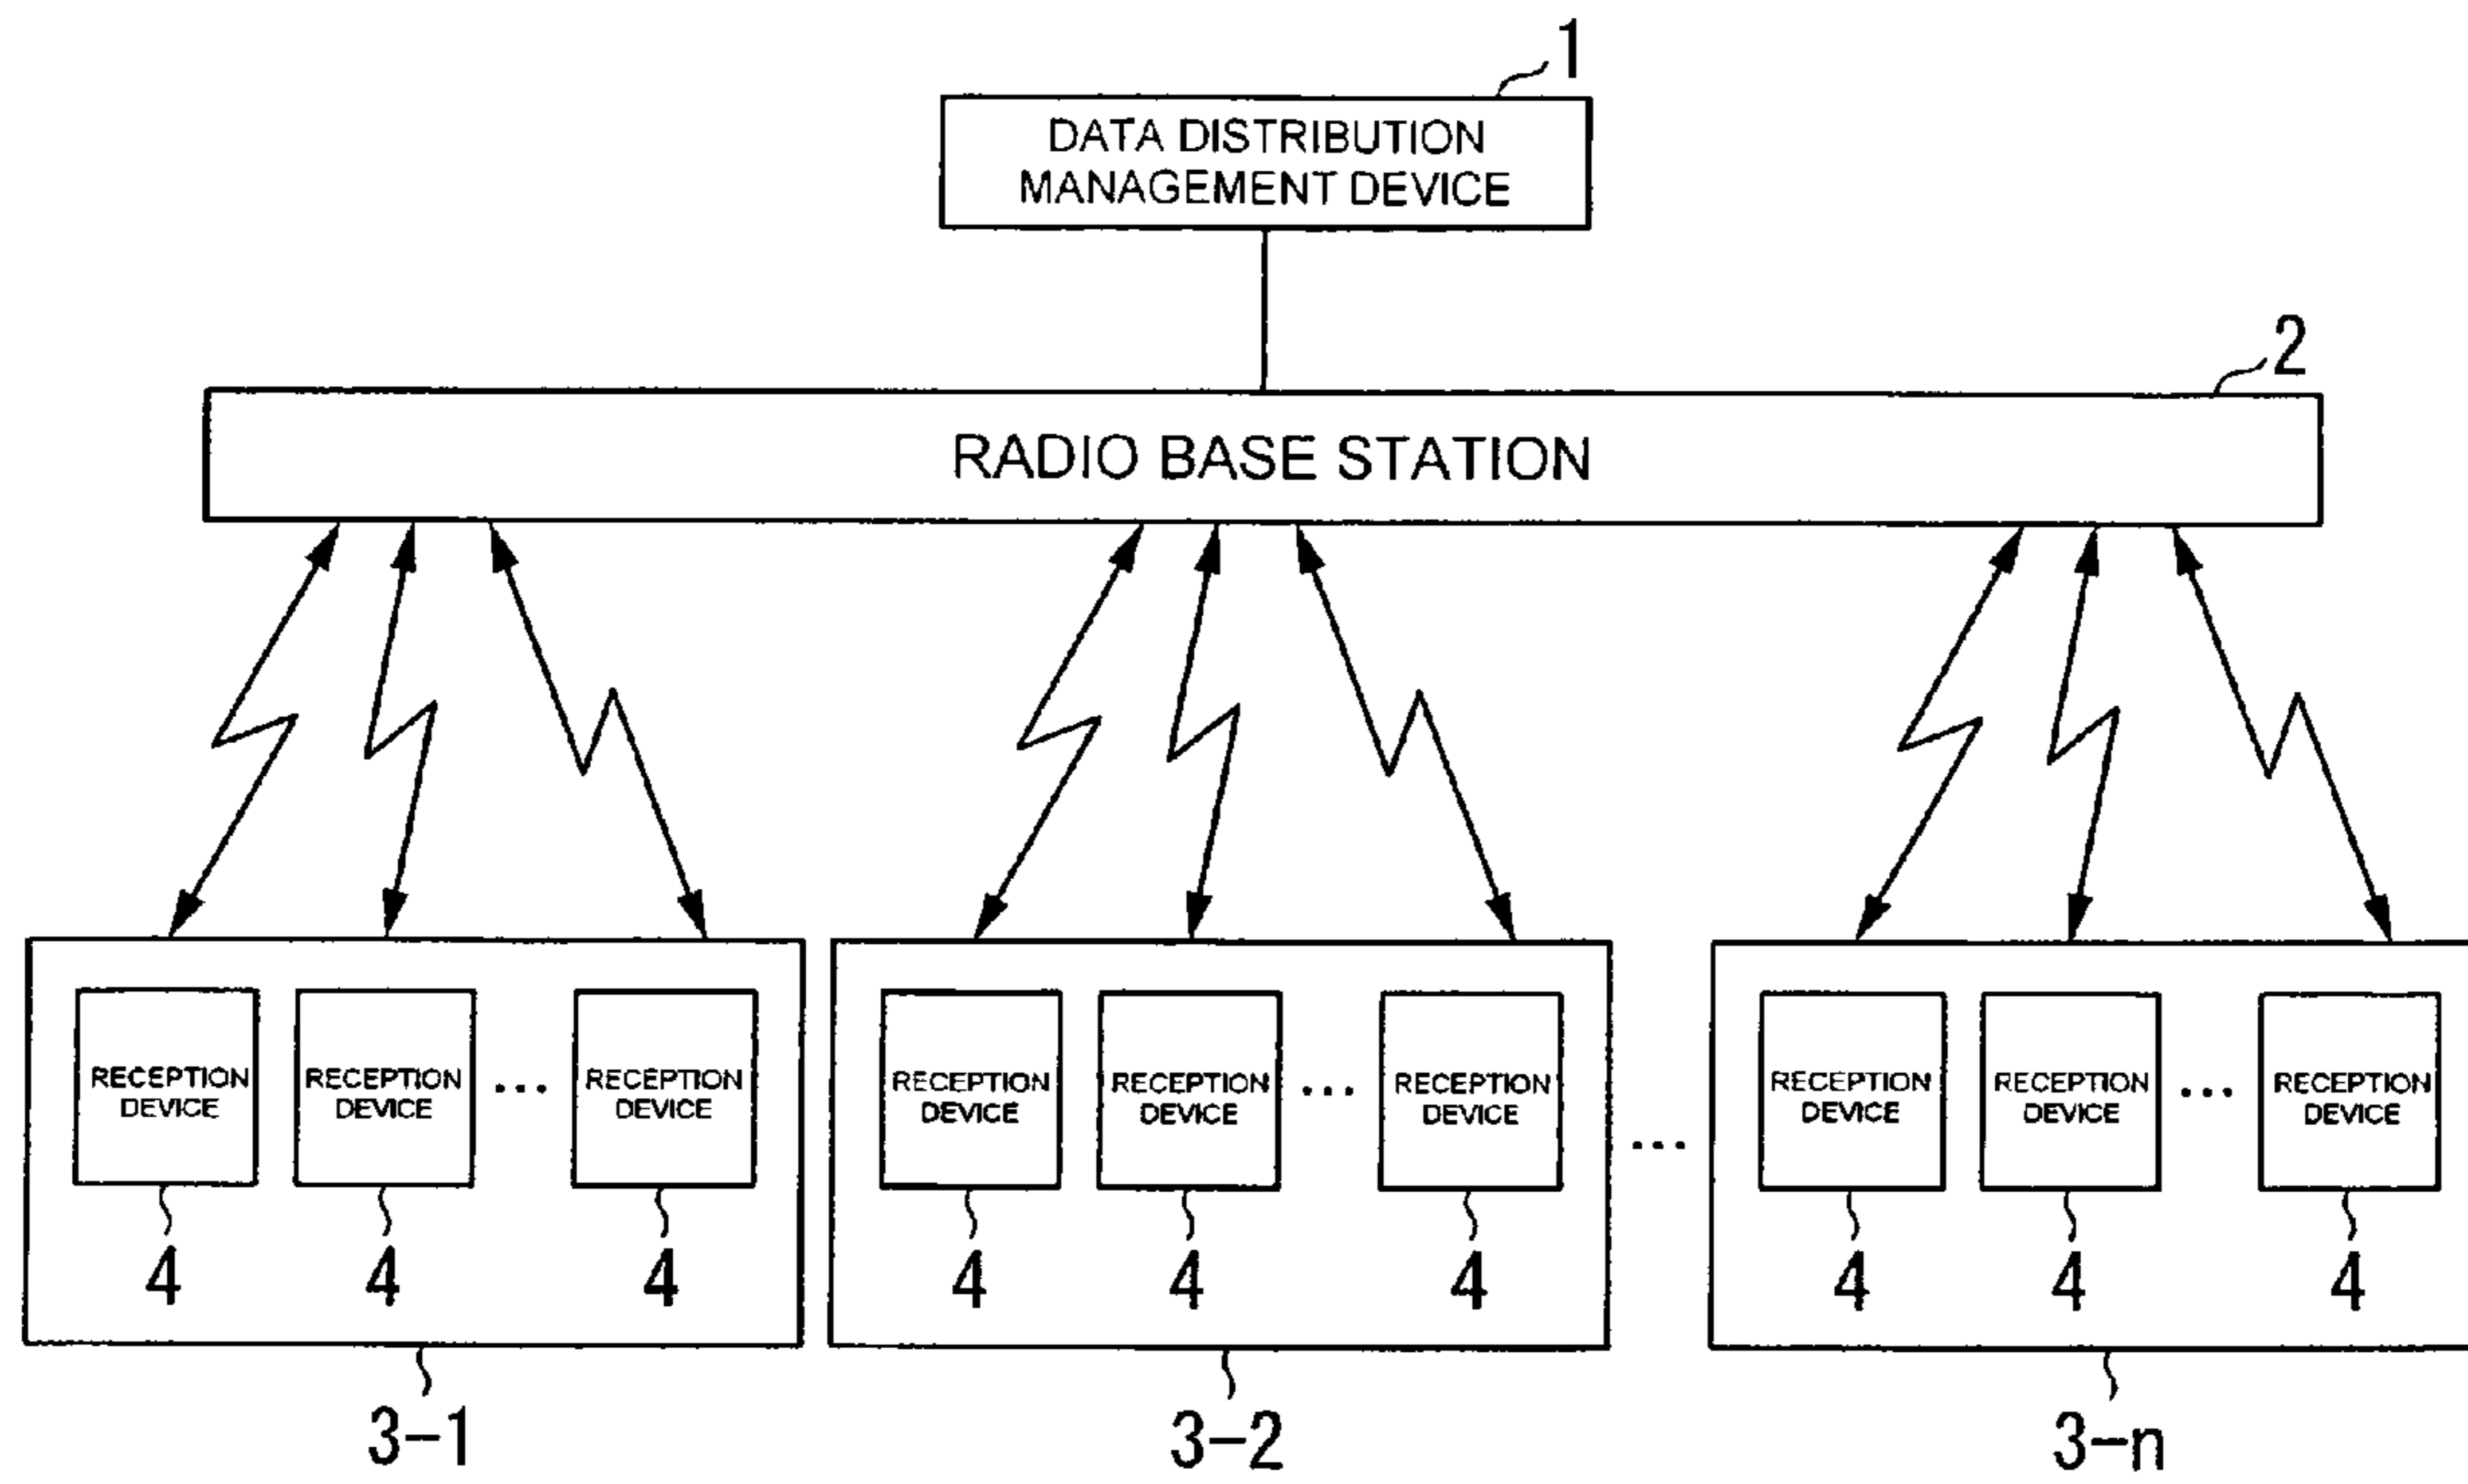 1
DATA DISTRIBUTION
MANAGEMENT DEVICE
2
RADIO BASE STATION
RECEPTION DEVICE
RECEPTION DEVICE
...
RECEPTION DEVICE
4
4
4
3-1
RECEPTION DEVICE
RECEPTION DEVICE
...
RECEPTION DEVICE
4
4
4
3-2
...
RECEPTION DEVICE
RECEPTION DEVICE
...
RECEPTION DEVICE
4
4
4
3-n